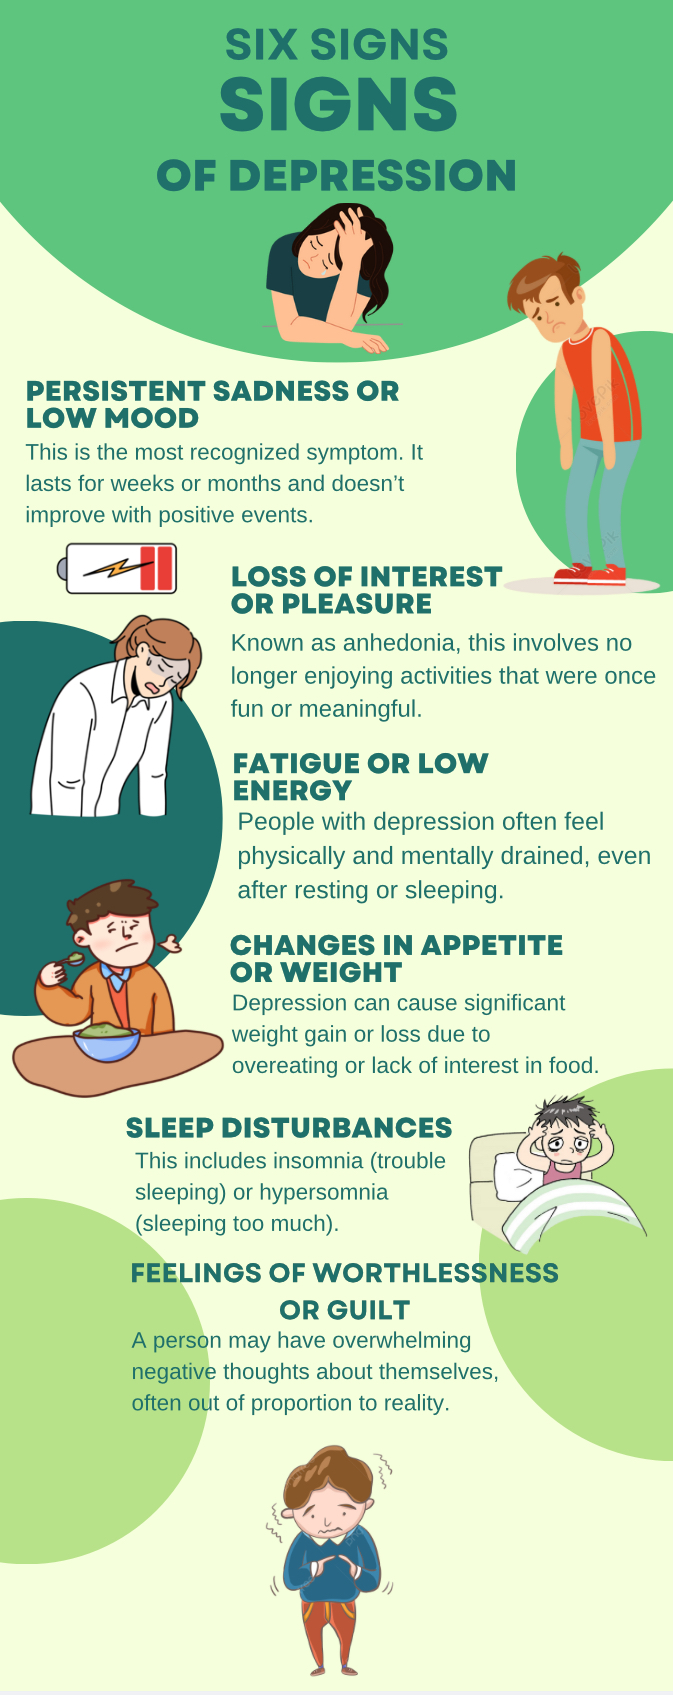 SIX SIGNS
SIGNS
OF DEPRESSION
PERSISTENT SADNESS OR
LOW MOOD
This is the most recognized symptom. It
lasts for weeks or months and doesn't
improve with positive events.
LOSS OF INTEREST
OR PLEASURE
Known as anhedonia, this involves no
longer enjoying activities that were once
fun or meaningful.
FATIGUE OR LOW
ENERGY
People with depression often feel
physically and mentally drained, even
after resting or sleeping.
CHANGES IN APPETITE
OR WEIGHT
Depression can cause significant
weight gain or loss due to
overeating or lack of interest in food.
SLEEP DISTURBANCES
This includes insomnia (trouble
sleeping) or hypersomnia
(sleeping too much).
FEELINGS OF WORTHLESSNESS
OR GUILT
A person may have overwhelming
negative thoughts about themselves,
often out of proportion to reality.